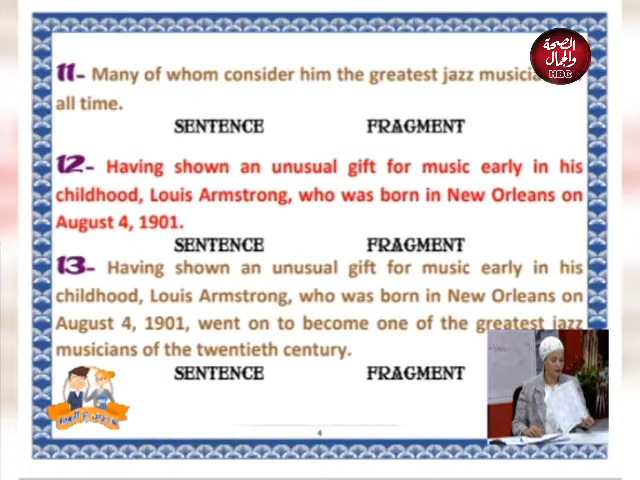 الصحة
والجمال
HBC
11- Many of whom consider him the greatest jazz
all time.
SENTENCE FRAGMENT
12- Having shown an unusual gift for music early in his
childhood, Louis Armstrong, who was born in New Orleans on
August 4, 1901.
SENTENCE FRAGMENT
13- Having shown an unusual gift for music early in his
childhood, Louis Armstrong, who was born in New Orleans on
August 4, 1901, went on to become one of the greatest jazz
musicians of the twentieth century.
SENTENCE FRAGMENT
4